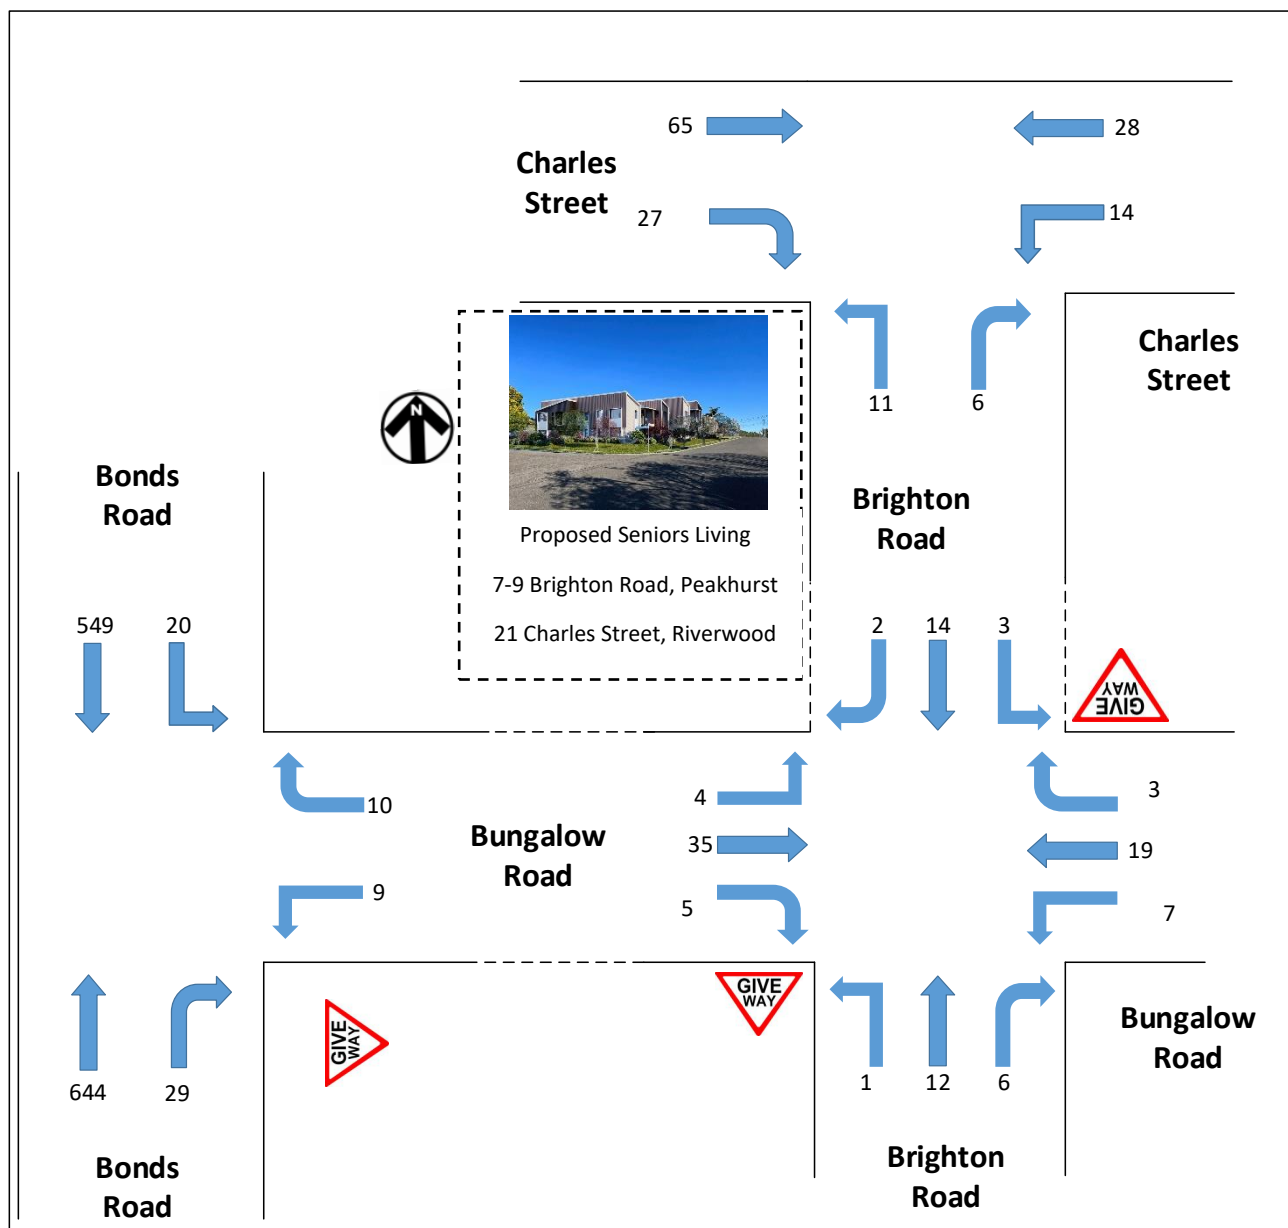 65
28
Charles
Street
27
14
N
11
6
Charles
Street
Bonds
Road
Brighton
Road
Proposed Seniors Living
7-9 Brighton Road, Peakhurst
21 Charles Street, Riverwood
549
20
2
14
3
GIVE
WAY
10
4
3
Bungalow
Road
35
19
9
5
7
GIVE
WAY
GIVE
WAY
Bungalow
Road
644
29
1
12
6
Bonds
Road
Brighton
Road